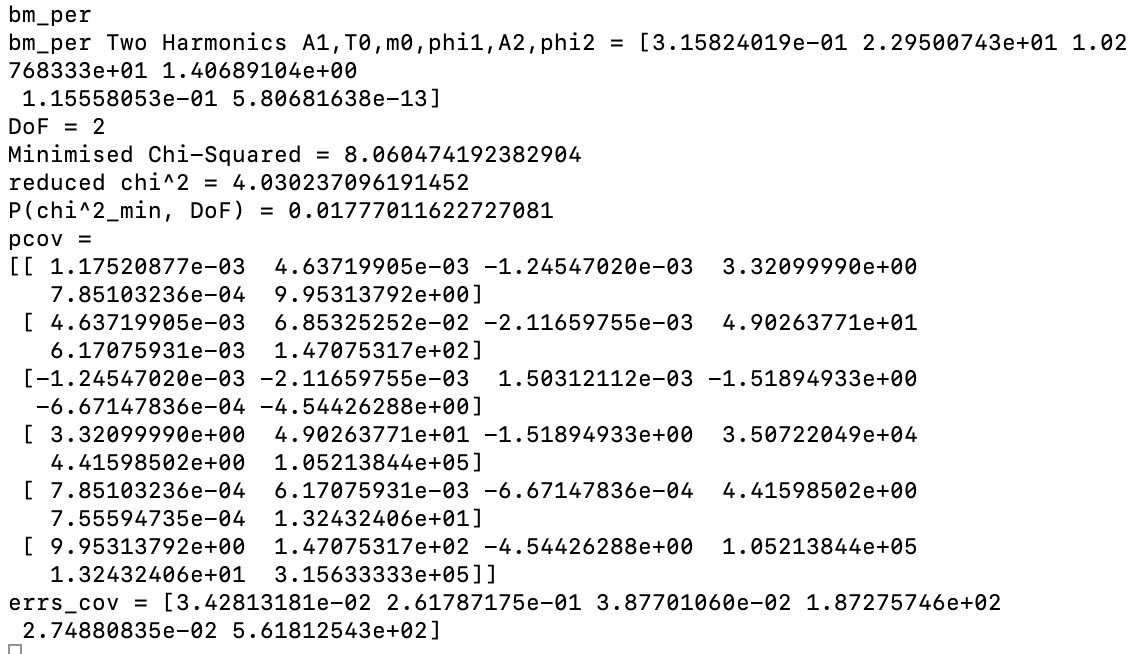 bm_per
bm_per Two Harmonics A1,T0,m0,phi1,A2,phi2 = [3.15824019e-01 2.29500743e+01 1.02
768333e+01 1.40689104e+00
 1.15558053e-01 5.80681638e-13]
DoF = 2
Minimised Chi-Squared = 8.060474192382904
reduced chi^2 = 4.030237096191452
P(chi^2_min, DoF) = 0.01777011622727081
pcov =
[[ 1.17520877e-03  4.63719905e-03 -1.24547020e-03  3.32099990e+00
   7.85103236e-04  9.95313792e+00]
 [ 4.63719905e-03  6.85325252e-02 -2.11659755e-03  4.90263771e+01
   6.17075931e-03  1.47075317e+02]
 [-1.24547020e-03 -2.11659755e-03  1.50312112e-03 -1.51894933e+00
  -6.67147836e-04 -4.54426288e+00]
 [ 3.32099990e+00  4.90263771e+01 -1.51894933e+00  3.50722049e+04
   4.41598502e+00  1.05213844e+05]
 [ 7.85103236e-04  6.17075931e-03 -6.67147836e-04  4.41598502e+00
   7.55594735e-04  1.32432406e+01]
 [ 9.95313792e+00  1.47075317e+02 -4.54426288e+00  1.05213844e+05
   1.32432406e+01  3.15633333e+05]]
errs_cov = [3.42813181e-02 2.61787175e-01 3.87701060e-02 1.87275746e+02
 2.74880835e-02 5.61812543e+02]